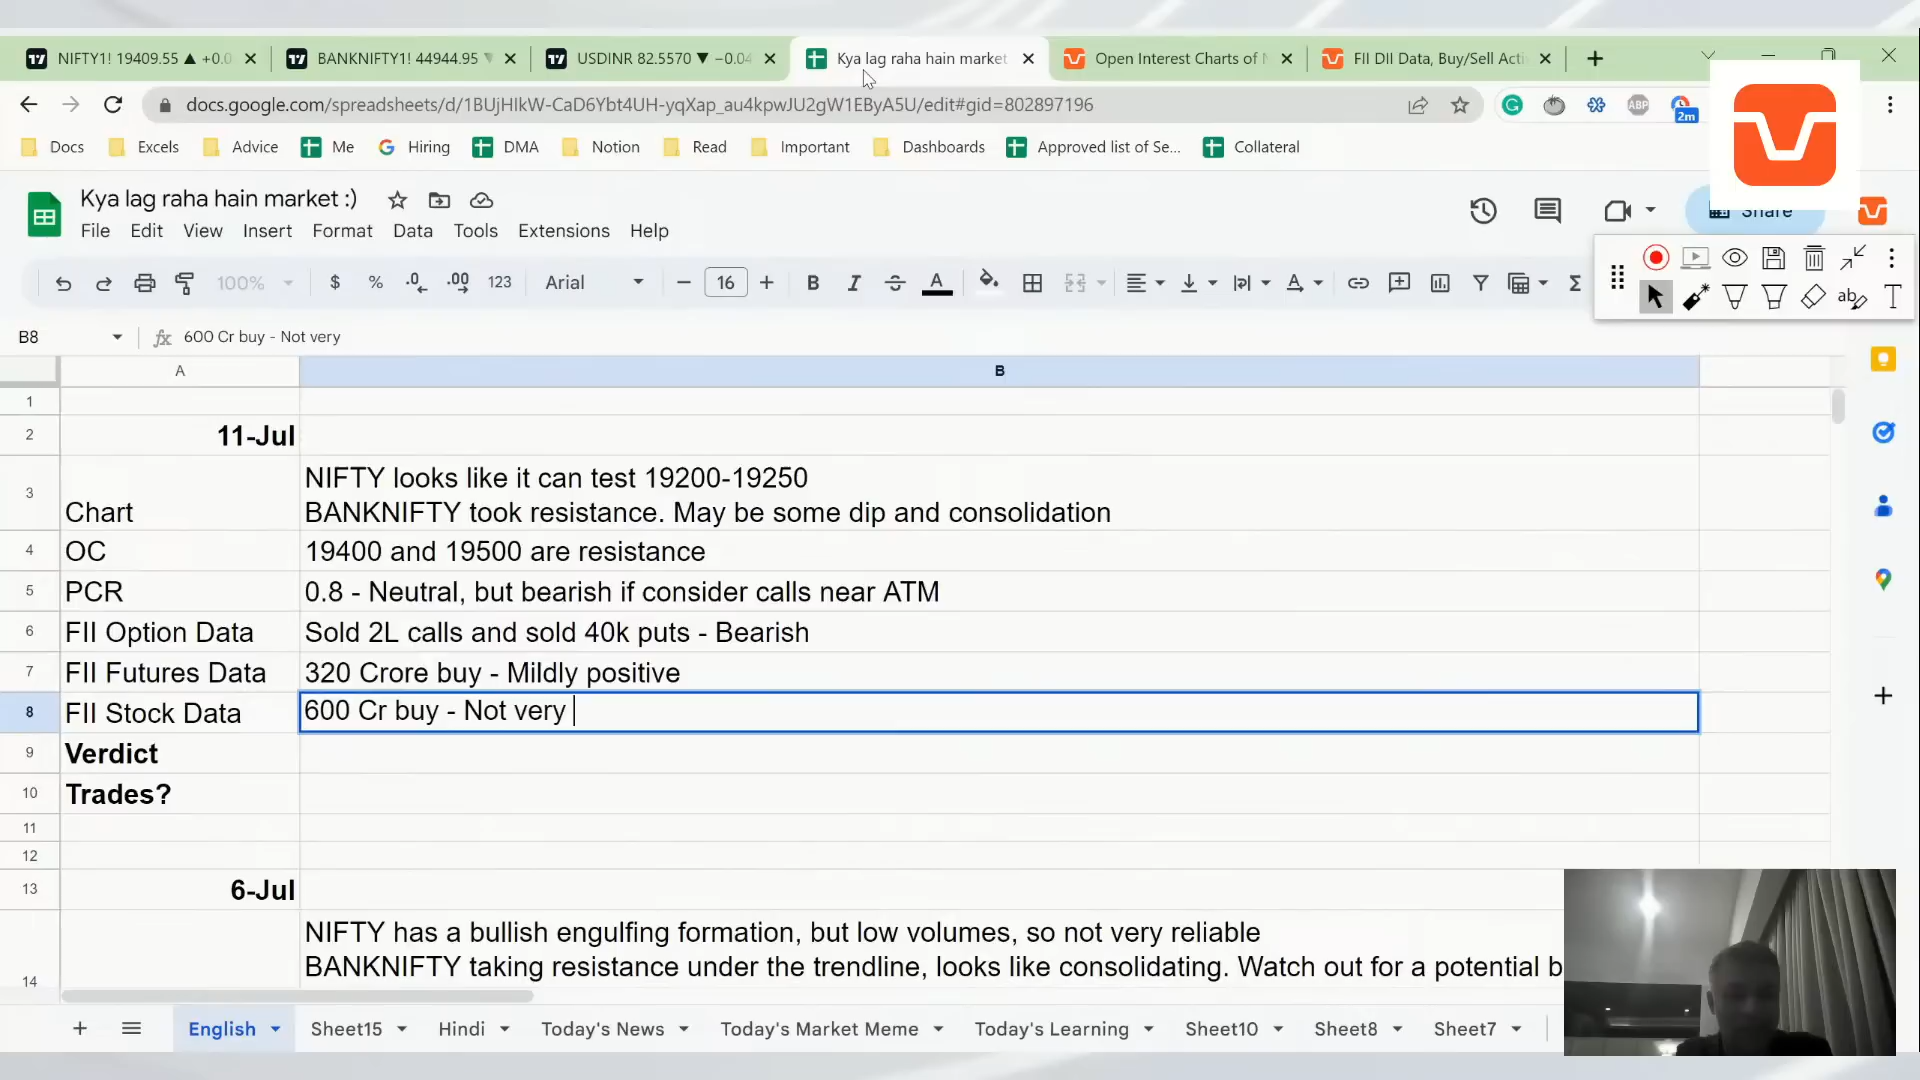 NIFTY1! 19409.55 ▲ +0.0
BANKNIFTY1! 44944.95 ▼
USDINR 82.5570 ▼ −0.04
Kya lag raha hain market
Open Interest Charts of N
FII DII Data, Buy/Sell Acti
docs.google.com/spreadsheets/d/1BUjHIkW-CaD6Ybt4UH-yqXap_au4kpwJU2gW1EByA5U/edit#gid=802897196
ABP
2m
Docs
Excels
Advice
Me
Hiring
DMA
Notion
Read
Important
Dashboards
Approved list of Se...
Collateral
Kya lag raha hain market :)
Share
File Edit View Insert Format Data Tools Extensions Help
100% $ % .0 .00 123 Arial 16 B I A Σ
B8
fx 600 Cr buy - Not very
A B
1
2 11-Jul
NIFTY looks like it can test 19200-19250
3 Chart BANKNIFTY took resistance. May be some dip and consolidation
4 OC 19400 and 19500 are resistance
5 PCR 0.8 - Neutral, but bearish if consider calls near ATM
6 FII Option Data Sold 2L calls and sold 40k puts - Bearish
7 FII Futures Data 320 Crore buy - Mildly positive
8 FII Stock Data 600 Cr buy - Not very
9 Verdict
10 Trades?
11
12
13 6-Jul
NIFTY has a bullish engulfing formation, but low volumes, so not very reliable
14 BANKNIFTY taking resistance under the trendline, looks like consolidating. Watch out for a potential b
English Sheet15 Hindi Today's News Today's Market Meme Today's Learning Sheet10 Sheet8 Sheet7